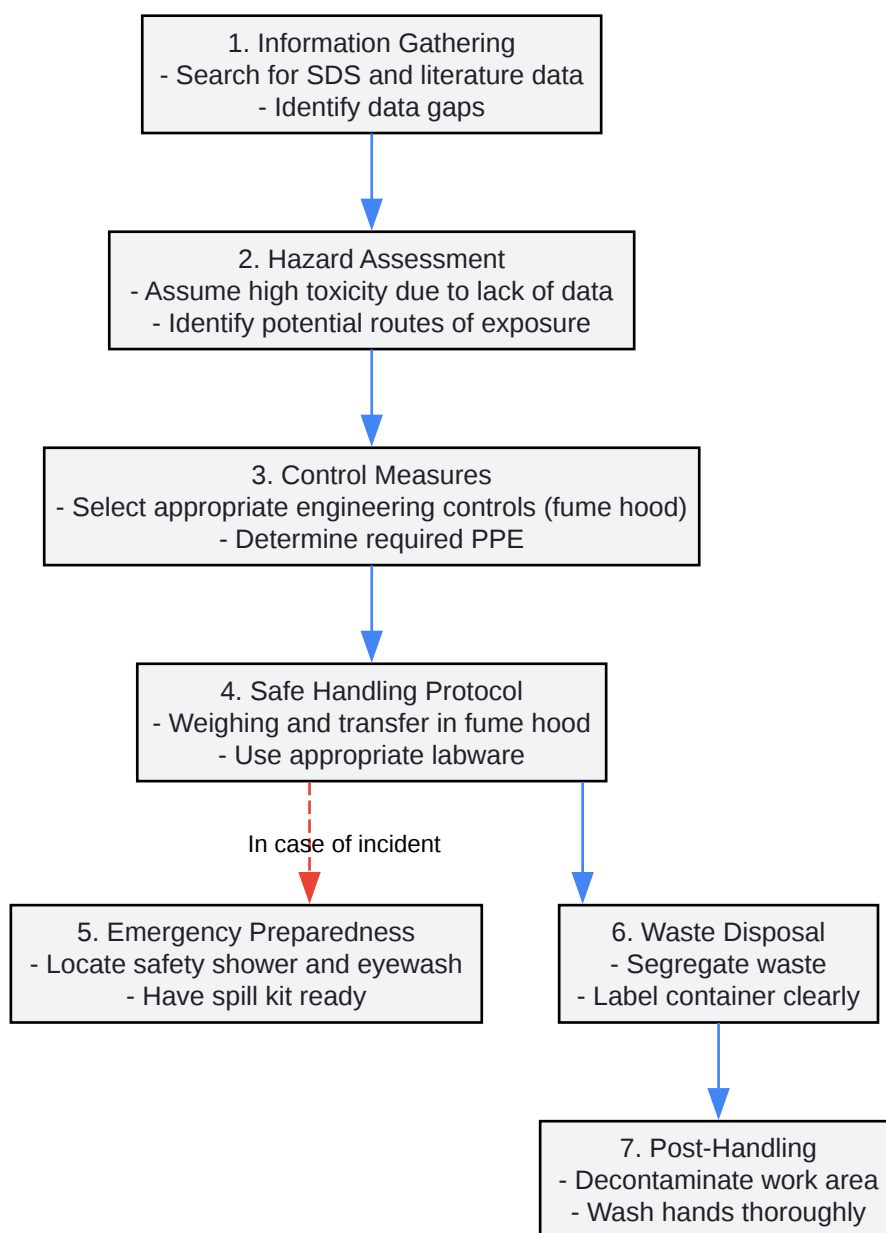 1. Information Gathering
- Search for SDS and literature data
- Identify data gaps
2. Hazard Assessment
- Assume high toxicity due to lack of data
- Identify potential routes of exposure
3. Control Measures
- Select appropriate engineering controls (fume hood)
- Determine required PPE
4. Safe Handling Protocol
- Weighing and transfer in fume hood
- Use appropriate labware
In case of incident
5. Emergency Preparedness
- Locate safety shower and eyewash
- Have spill kit ready
6. Waste Disposal
- Segregate waste
- Label container clearly
7. Post-Handling
- Decontaminate work area
- Wash hands thoroughly